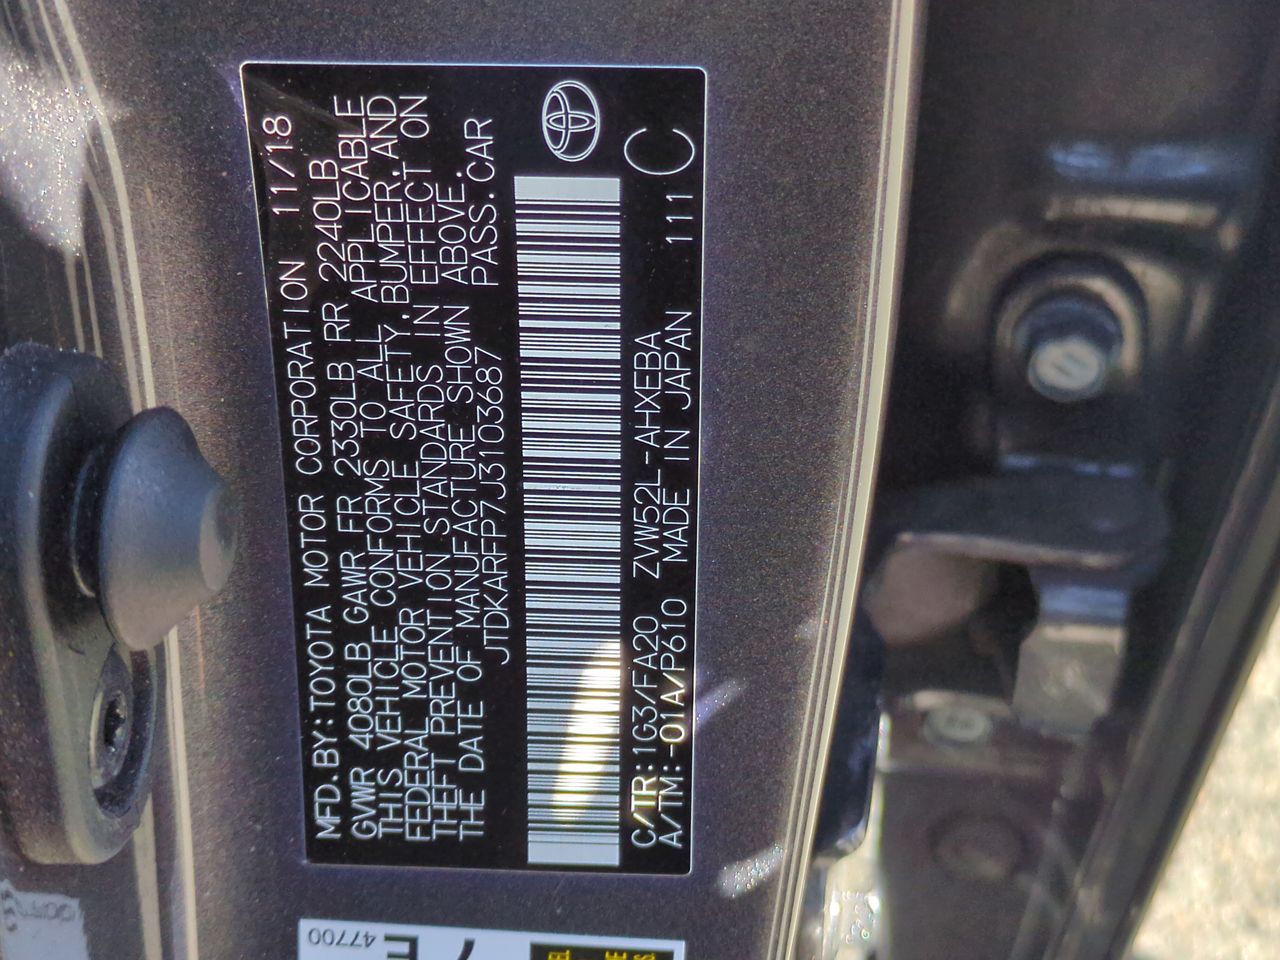 MFD.BY:TOYOTA MOTOR CORPORATION 11/18
GVWR 4080LB GAWR FR 2330LB RR 2240LB
THIS VEHICLE CONFORMS TO ALL APPLICABLE
FEDERAL MOTOR VEHICLE SAFETY,BUMPER,AND
THEFT PREVENTION STANDARDS IN EFFECT ON
THE DATE OF MANUFACTURE SHOWN ABOVE.
JTDKARFP7J3103687 PASS.CAR
C/TR:1G3/FA20 ZVW52L-AHXEBA C
A/TM:-01A/P610 MADE IN JAPAN 111
47700